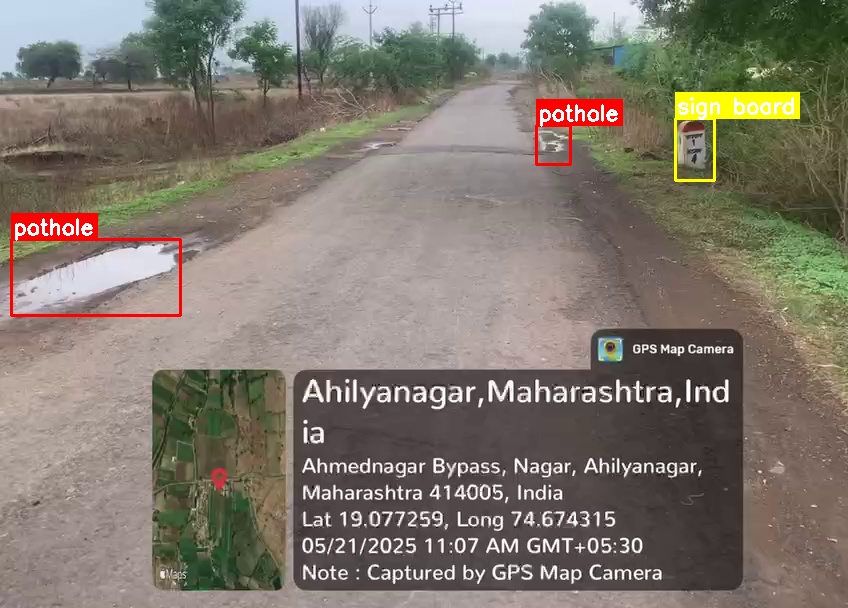 sign board
pothole
pothole
GPS Map Camera
Ahilyanagar,Maharashtra,Ind
ia
Ahmednagar Bypass, Nagar, Ahilyanagar,
Maharashtra 414005, India
Lat 19.077259, Long 74.674315
05/21/2025 11:07 AM GMT+05:30
Note : Captured by GPS Map Camera
Maps